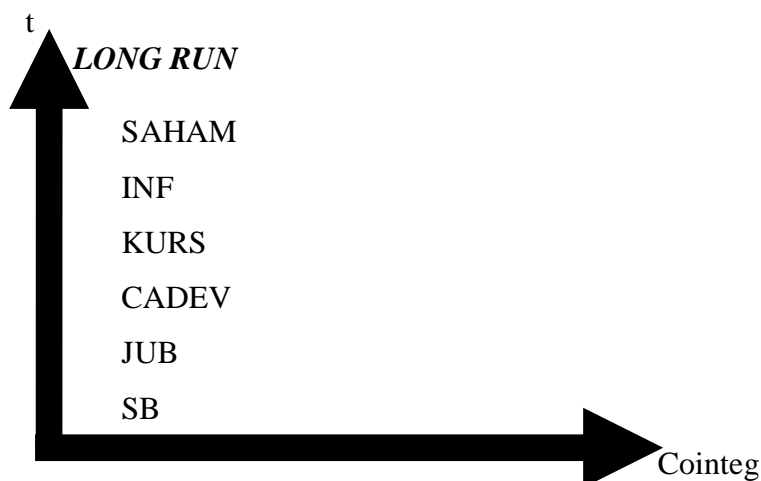 t
LONG RUN
SAHAM
INF
KURS
CADEV
JUB
SB
Cointeg